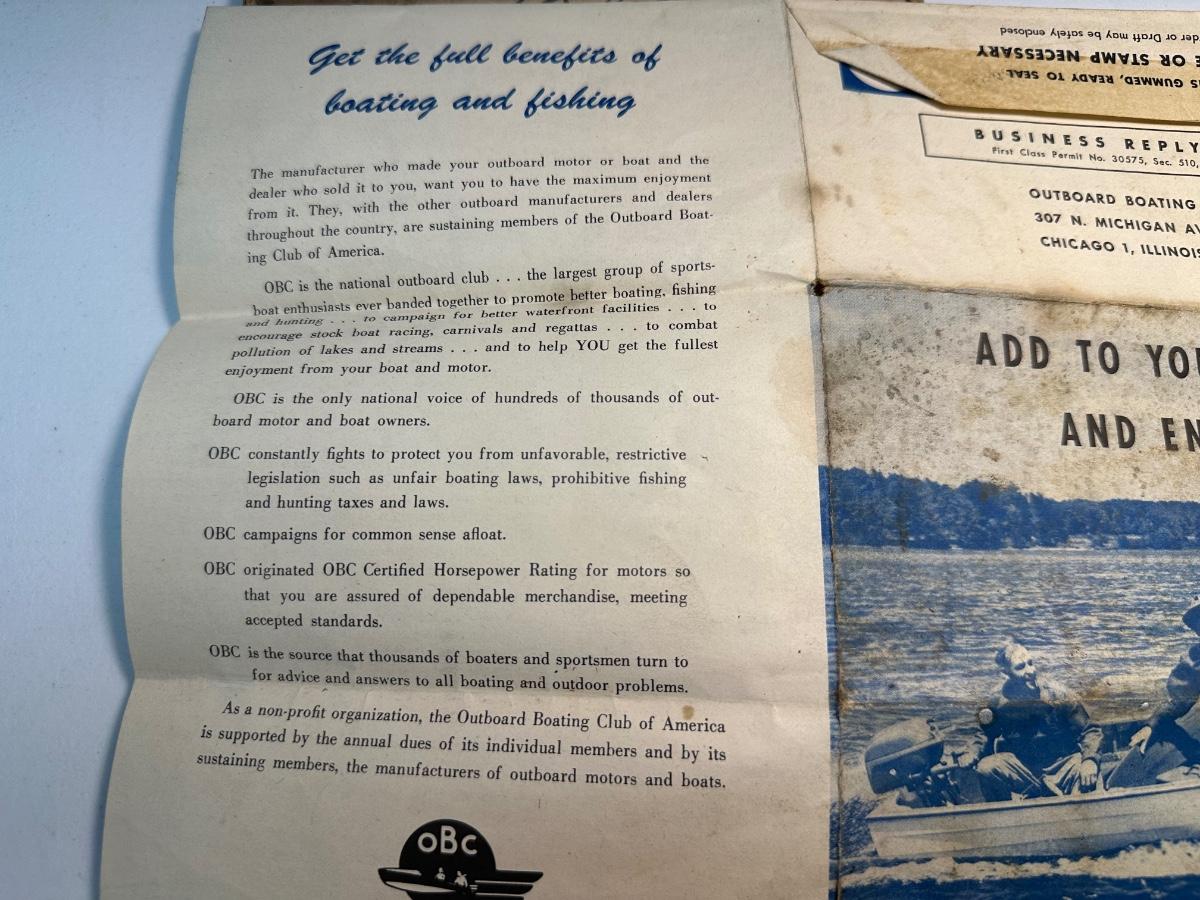 Get the full benefits of
boating and fishing
The manufacturer who made your outboard motor or boat and the
dealer who sold it to you, want you to have the maximum enjoyment
from it. They, with the other outboard manufacturers and dealers
throughout the country, are sustaining members of the Outboard Boat-
ing Club of America.
OBC is the national outboard club . . . the largest group of sports-
boat enthusiasts ever banded together to promote better boating, fishing
and hunting . . . to campaign for better waterfront facilities . . . to
encourage stock boat racing, carnivals and regattas . . . to combat
pollution of lakes and streams . . . and to help YOU get the fullest
enjoyment from your boat and motor.
OBC is the only national voice of hundreds of thousands of out-
board motor and boat owners.
OBC constantly fights to protect you from unfavorable, restrictive
legislation such as unfair boating laws, prohibitive fishing
and hunting taxes and laws.
OBC campaigns for common sense afloat.
OBC originated OBC Certified Horsepower Rating for motors so
that you are assured of dependable merchandise, meeting
accepted standards.
OBC is the source that thousands of boaters and sportsmen turn to
for advice and answers to all boating and outdoor problems.
As a non-profit organization, the Outboard Boating Club of America
is supported by the annual dues of its individual members and by its
sustaining members, the manufacturers of outboard motors and boats.
OBC
GUMMED, READY TO SEAL
OR STAMP NECESSARY
or Draft may be safely enclosed
BUSINESS REPLY
First Class Permit No. 30575, Sec. 510,
OUTBOARD BOATING
307 N. MICHIGAN
CHICAGO 1, ILLINOIS
ADD TO
AND